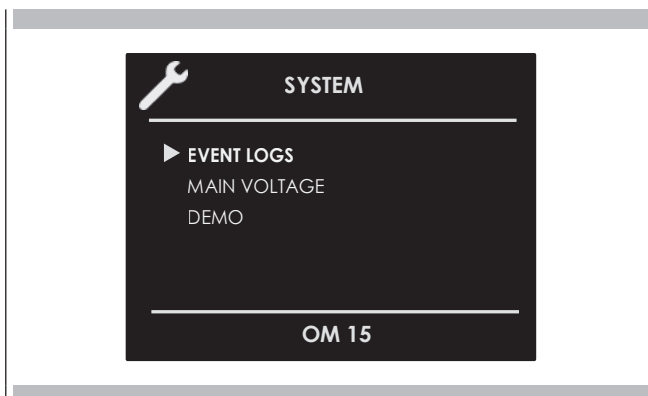 SYSTEM
EVENT LOGS
MAIN VOLTAGE
DEMO
OM 15